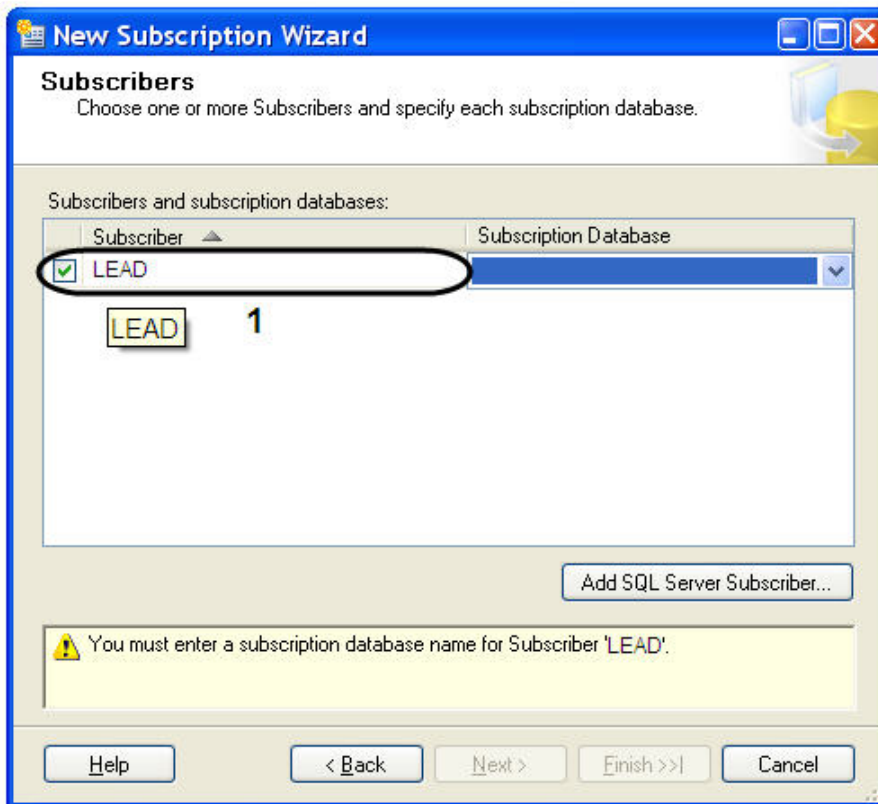 New Subscription Wizard
Subscribers
Choose one or more Subscribers and specify each subscription database.
Subscribers and subscription databases:
Subscriber Subscription Database
LEAD
LEAD 1
Add SQL Server Subscriber...
You must enter a subscription database name for Subscriber 'LEAD'.
Help < Back Next > Finish >>| Cancel